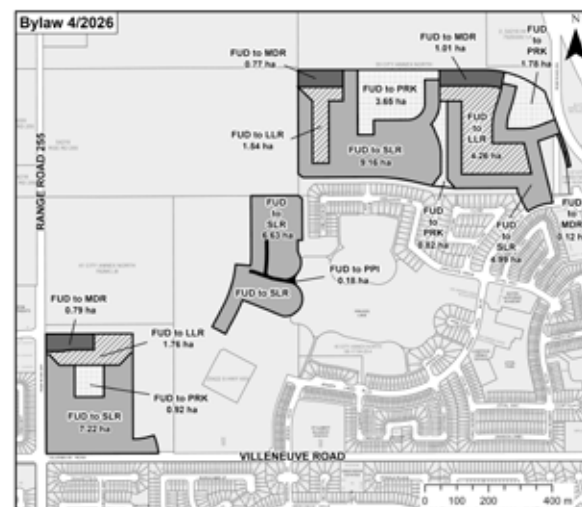 Bylaw 4/2026
N
FUD to MDR
0.77 ha
FUD to MDR
1.01 ha
FUD
to
PRK
1.78 ha
FUD to PRK
3.65 ha
FUD to LLR
1.84 ha
FUD
to
LLR
4.26 ha
FUD to SLR
9.16 ha
RANGE ROAD 255
FUD
to
SLR
6.63 ha
FUD
to
PRK
0.82 ha
FUD
to
SLR
4.99 ha
FUD
to
MDR
0.12 ha
FUD to PPI
0.18 ha
FUD to SLR
FUD to MDR
0.79 ha
FUD to LLR
1.76 ha
FUD to PRK
0.92 ha
FUD to SLR
7.22 ha
VILLENEUVE ROAD
0
200
400 m